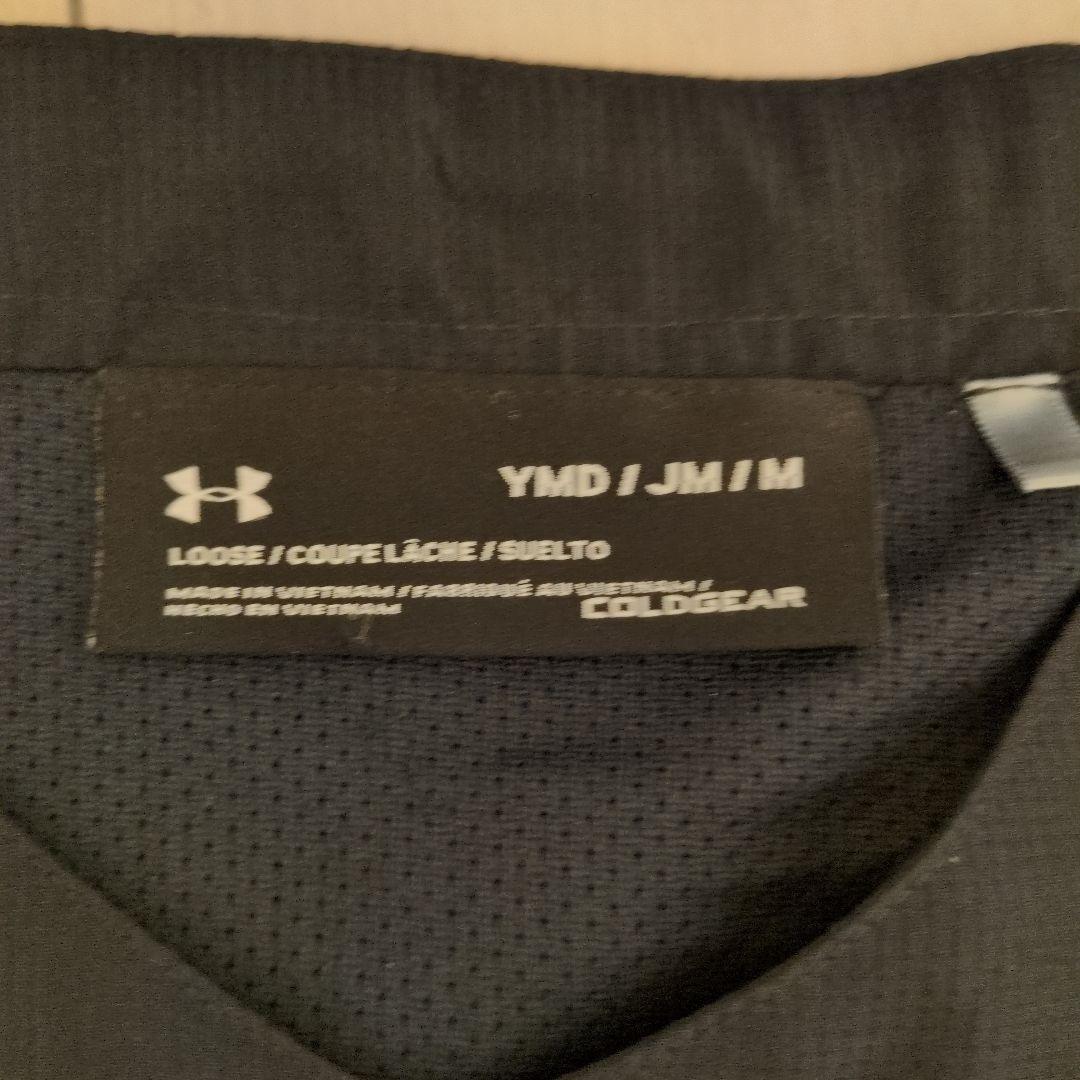 YMD / JM / M
LOOSE / COUPE LÂCHE / SUELTO
MADE IN VIETNAM / FABRIQUÉ AU VIETNAM /
HECHO EN VIETNAM
COLDGEAR